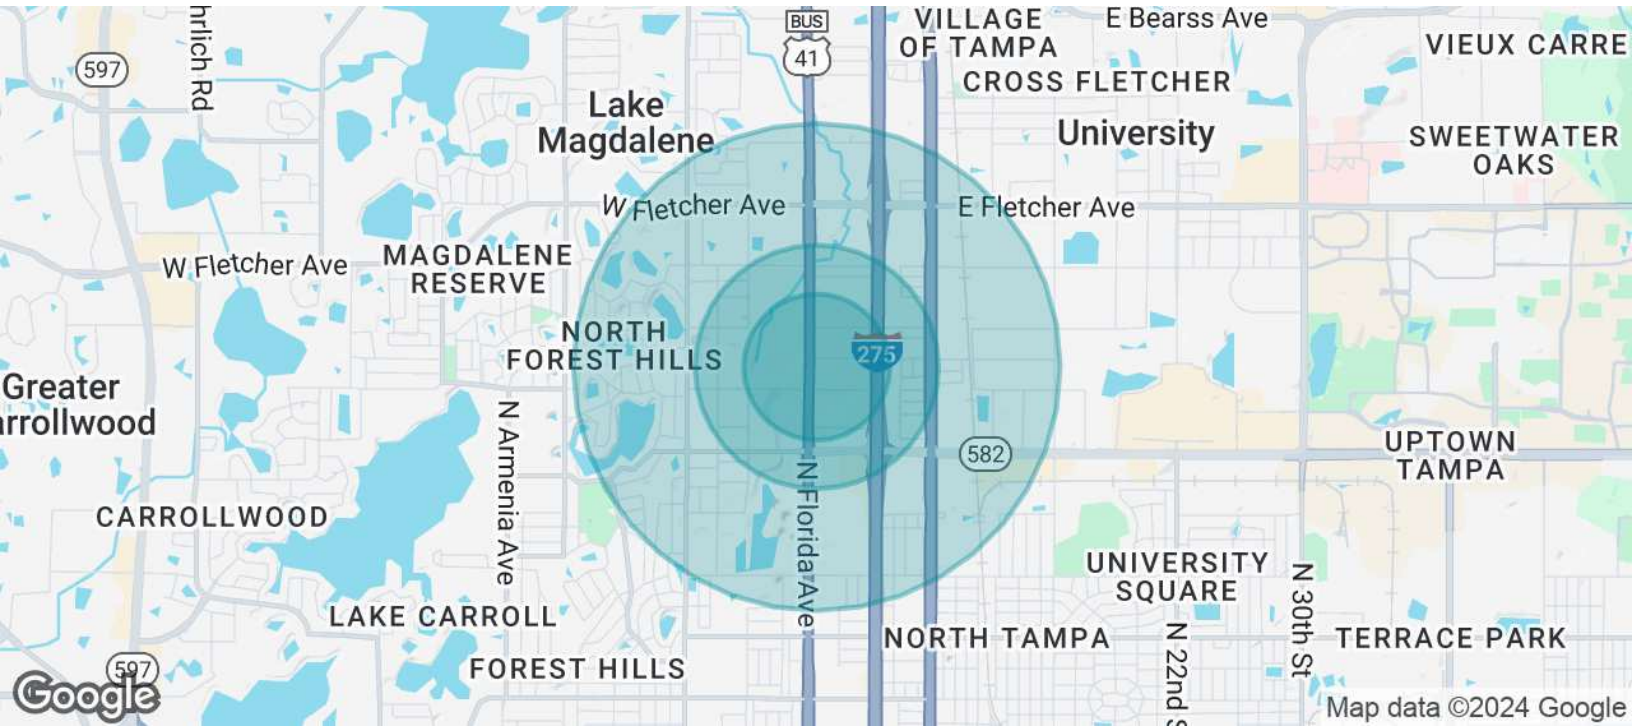 hrlich Rd
597
BUS
41
VILLAGE
OF TAMPA
E Bearss Ave
VIEUX CARRE
CROSS FLETCHER
Lake
Magdalene
University
SWEETWATER
OAKS
W Fletcher Ave
E Fletcher Ave
W Fletcher Ave
MAGDALENE
RESERVE
NORTH
FOREST HILLS
275
Greater
arrollwood
N Armenia Ave
582
UPTOWN
TAMPA
N Florida Ave
CARROLLWOOD
UNIVERSITY
SQUARE
N 30th St
LAKE CARROLL
NORTH TAMPA
N 22nd S
TERRACE PARK
597
FOREST HILLS
Google
Map data ©2024 Google